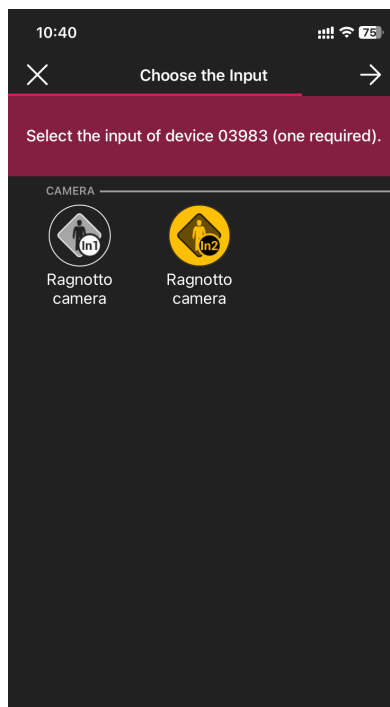 10:40
75
Choose the Input
Select the input of device 03983 (one required).
CAMERA
In1
In2
Ragnotto
camera
Ragnotto
camera